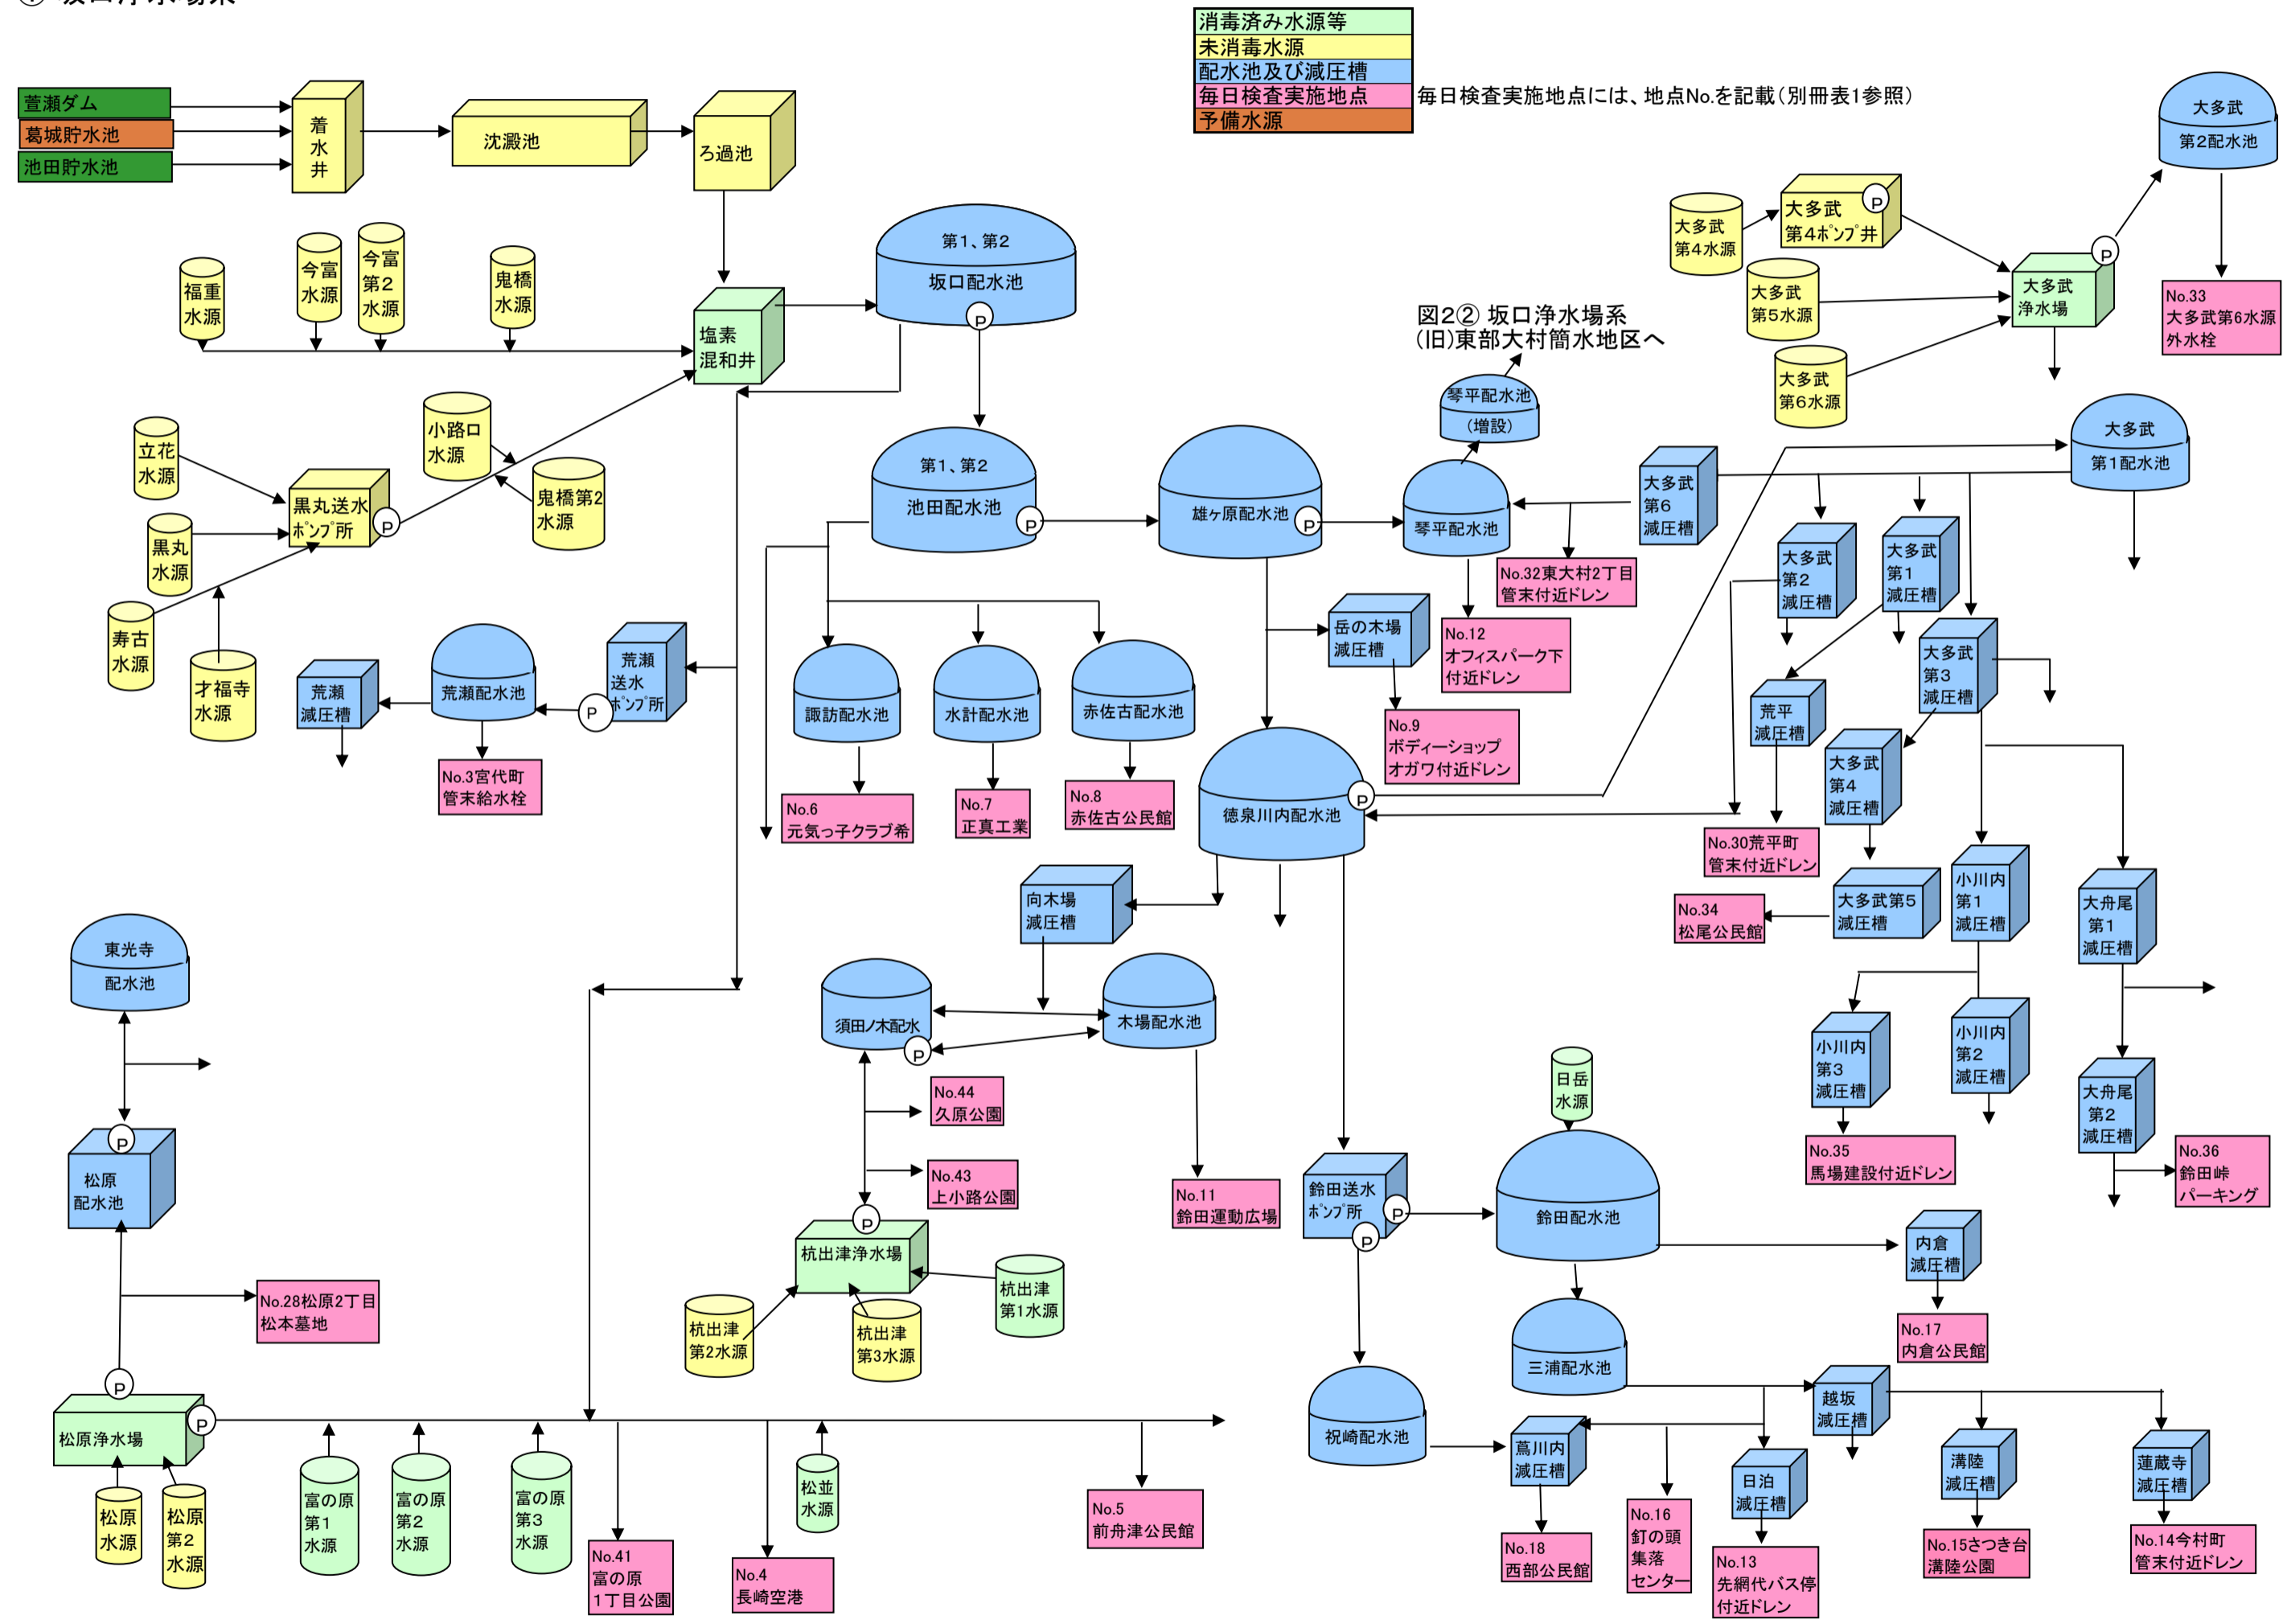 消毒済み水源等
未消毒水源
配水池及び減圧槽
毎日検査実施地点
予備水源
毎日検査実施地点には、地点No.を記載(別冊表1参照)
萱瀬ダム
葛城貯水池
池田貯水池
着
水
井
沈澱池
ろ過池
大多武
第2配水池
大多武
第4水源
大多武
第4ポンプ井
P
大多武
第5水源
大多武
第6水源
大多武
浄水場
P
No.33
大多武第6水源
外水栓
福重
水源
今富
水源
今富
第2
水源
鬼橋
水源
塩素
混和井
第1、第2
坂口配水池
P
図2② 坂口浄水場系
(旧)東部大村簡水地区へ
琴平配水池
(増設)
立花
水源
黒丸
水源
寿古
水源
才福寺
水源
黒丸送水
ポンプ所
P
小路口
水源
鬼橋第2
水源
第1、第2
池田配水池
P
雄ヶ原配水池
P
琴平配水池
大多武
第6
減圧槽
大多武
第1配水池
No.32東大村2丁目
管末付近ドレン
No.12
オフィスパーク下
付近ドレン
大多武
第2
減圧槽
大多武
第1
減圧槽
大多武
第3
減圧槽
荒瀬
減圧槽
荒瀬配水池
荒瀬
送水
ポンプ所
P
No.3宮代町
管末給水栓
諏訪配水池
水計配水池
赤佐古配水池
No.6
元気っ子クラブ希
No.7
正真工業
No.8
赤佐古公民館
岳の木場
減圧槽
No.9
ボディーショップ
オガワ付近ドレン
徳泉川内配水池
P
荒平
減圧槽
No.30荒平町
管末付近ドレン
大多武
第4
減圧槽
大多武第5
減圧槽
No.34
松尾公民館
小川内
第1
減圧槽
小川内
第2
減圧槽
小川内
第3
減圧槽
No.35
馬場建設付近ドレン
大舟尾
第1
減圧槽
大舟尾
第2
減圧槽
No.36
鈴田峠
パーキング
向木場
減圧槽
須田ノ木配水
P
木場配水池
No.44
久原公園
No.43
上小路公園
No.11
鈴田運動広場
P
杭出津浄水場
杭出津
第2水源
杭出津
第3水源
杭出津
第1水源
東光寺
配水池
P
松原
配水池
No.28松原2丁目
松本墓地
P
松原浄水場
P
松原
水源
松原
第2
水源
富の原
第1
水源
富の原
第2
水源
富の原
第3
水源
No.41
富の原
1丁目公園
No.4
長崎空港
松並
水源
No.5
前舟津公民館
日岳
水源
鈴田送水
ポンプ所
P
P
鈴田配水池
内倉
減圧槽
No.17
内倉公民館
三浦配水池
祝崎配水池
蔦川内
減圧槽
No.18
西部公民館
No.16
釘の頭
集落
センター
日泊
減圧槽
No.13
先網代バス停
付近ドレン
越坂
減圧槽
溝陸
減圧槽
No.15さつき台
溝陸公園
蓮蔵寺
減圧槽
No.14今村町
管末付近ドレン